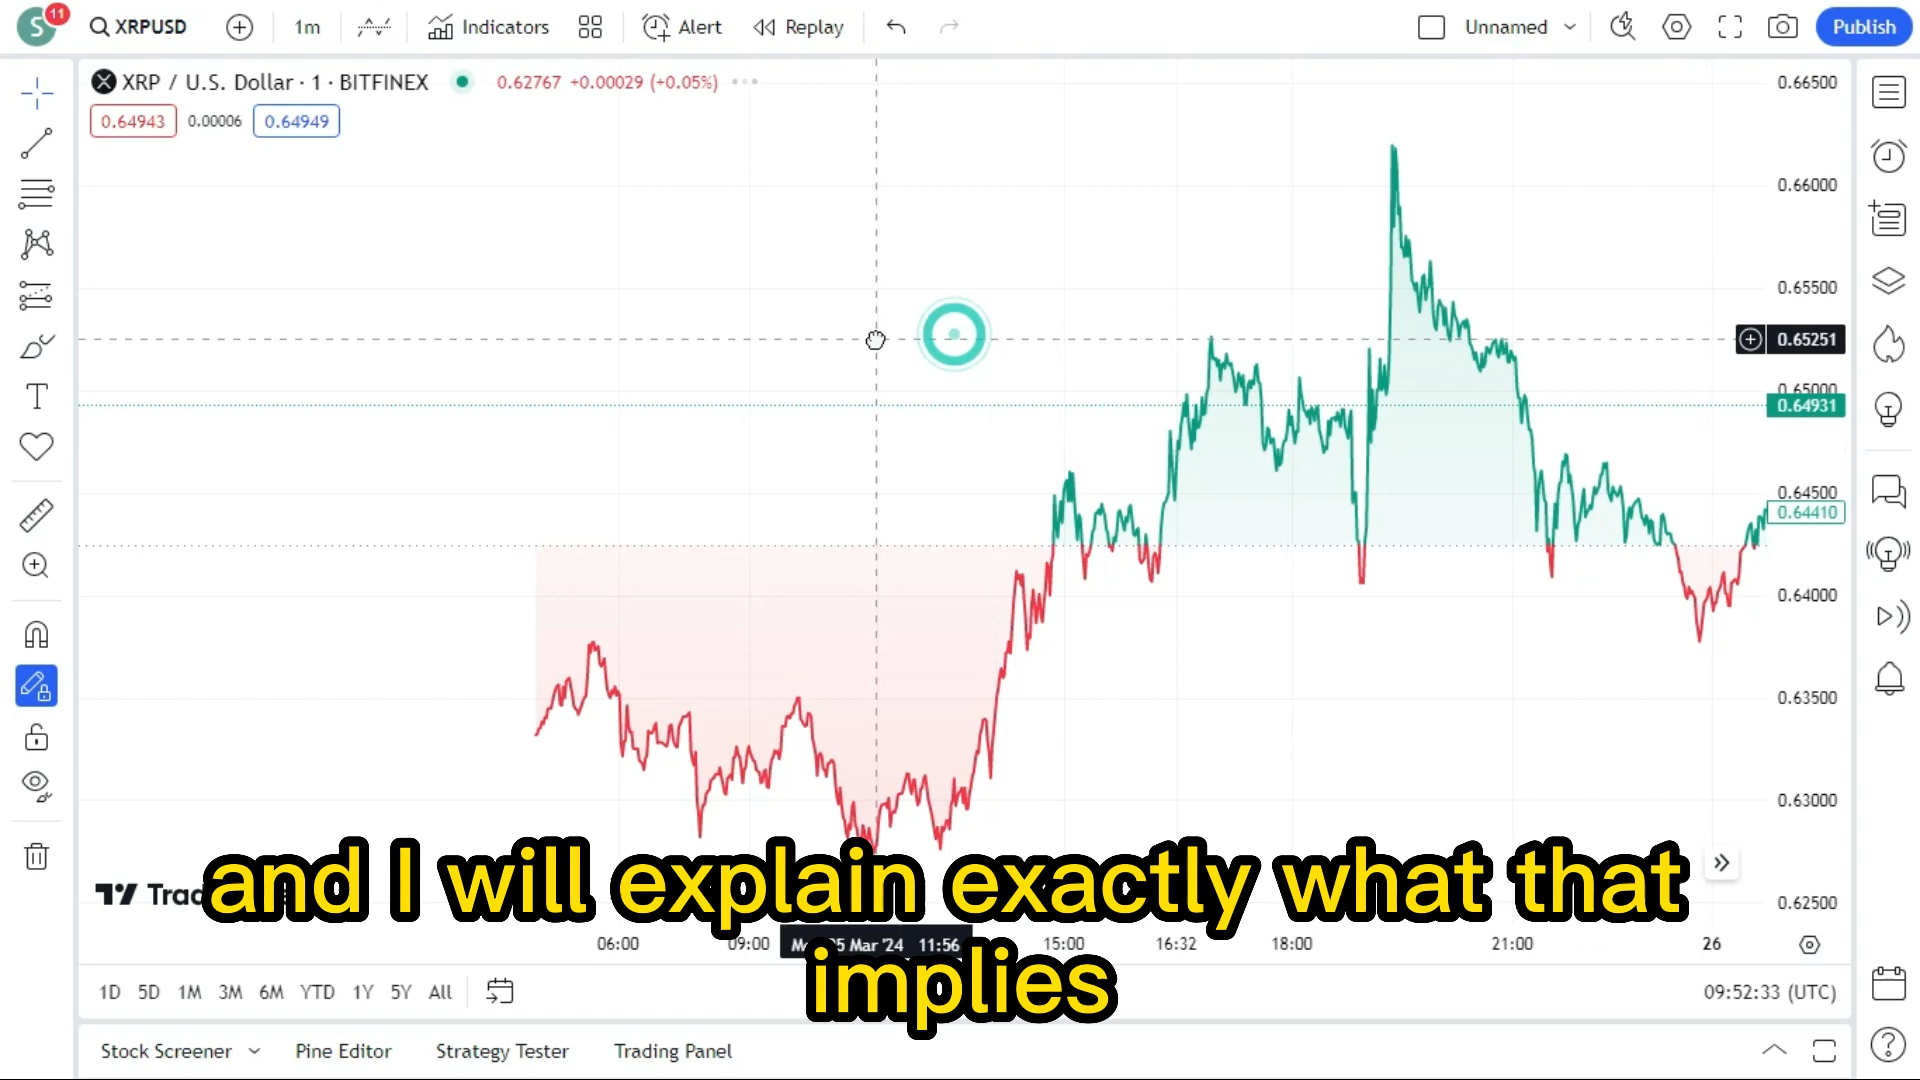 S 11 XRPUSD 1m Indicators Alert Replay Unnamed Publish
XRP / U.S. Dollar · 1 · BITFINEX 0.62767 +0.00029 (+0.05%)
0.64943 0.00006 0.64949
0.66500
0.66000
0.65500
0.65251
0.65000
0.64931
0.64500
0.64410
0.64000
0.63500
0.63000
0.62500
and I will explain exactly what that
implies
06:00 09:00 11:56 15:00 16:32 18:00 21:00 26
1D 5D 1M 3M 6M YTD 1Y 5Y All 09:52:33 (UTC)
Stock Screener Pine Editor Strategy Tester Trading Panel